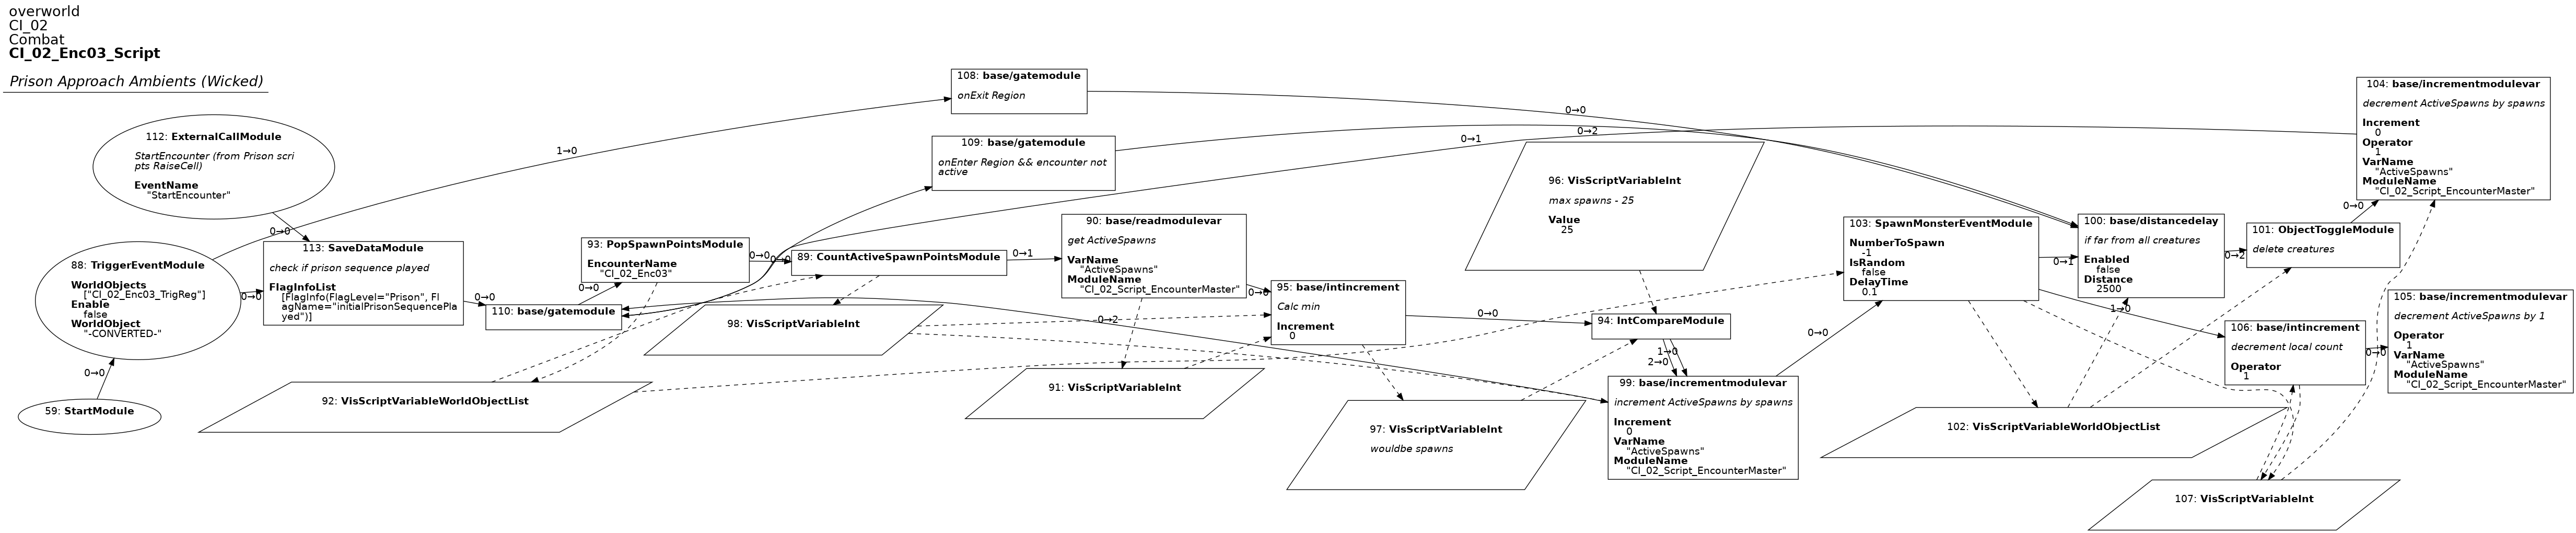 overworld
CI_02
Combat
CI_02_Enc03_Script
Prison Approach Ambients (Wicked)
112: ExternalCallModule
StartEncounter (from Prison scri
pts RaiseCell)
EventName
"StartEncounter"
88: TriggerEventModule
WorldObjects
["CI_02_Enc03_TrigReg"]
Enable
false
WorldObject
"-CONVERTED-"
0→0
59: StartModule
0→0
0→0
1→0
113: SaveDataModule
check if prison sequence played
FlagInfoList
[FlagInfo(FlagLevel="Prison", Fl
agName="intialPrisonSequencePla
yed")]
0→0
110: base/gatemodule
0→0
93: PopSpawnPointsModule
EncounterName
"CI_02_Enc03"
0→0
0→0
92: VisScriptVariableWorldObjectList
108: base/gatemodule
onExit Region
109: base/gatemodule
onEnter Region && encounter not
active
89: CountActiveSpawnPointsModule
0→1
98: VisScriptVariableInt
90: base/readmodulevar
get ActiveSpawns
VarName
"ActiveSpawns"
ModuleName
"CI_02_Script_EncounterMaster"
0→0
0→2
91: VisScriptVariableInt
95: base/intincrement
Calc min
Increment
0
0→0
97: VisScriptVariableInt
wouldbe spawns
96: VisScriptVariableInt
max spawns - 25
Value
25
0→0
0→2
0→1
94: IntCompareModule
1→0
2→0
99: base/incrementmodulevar
increment ActiveSpawns by spawns
Increment
0
VarName
"ActiveSpawns"
ModuleName
"CI_02_Script_EncounterMaster"
0→0
103: SpawnMonsterEventModule
NumberToSpawn
-1
IsRandom
false
DelayTime
0.1
0→1
1→0
102: VisScriptVariableWorldObjectList
100: base/distancedelay
if far from all creatures
Enabled
false
Distance
2500
0→2
101: ObjectToggleModule
delete creatures
0→0
104: base/incrementmodulevar
decrement ActiveSpawns by spawns
Increment
0
Operator
1
VarName
"ActiveSpawns"
ModuleName
"CI_02_Script_EncounterMaster"
106: base/intincrement
decrement local count
Operator
1
0→0
105: base/incrementmodulevar
decrement ActiveSpawns by 1
Operator
1
VarName
"ActiveSpawns"
ModuleName
"CI_02_Script_EncounterMaster"
107: VisScriptVariableInt